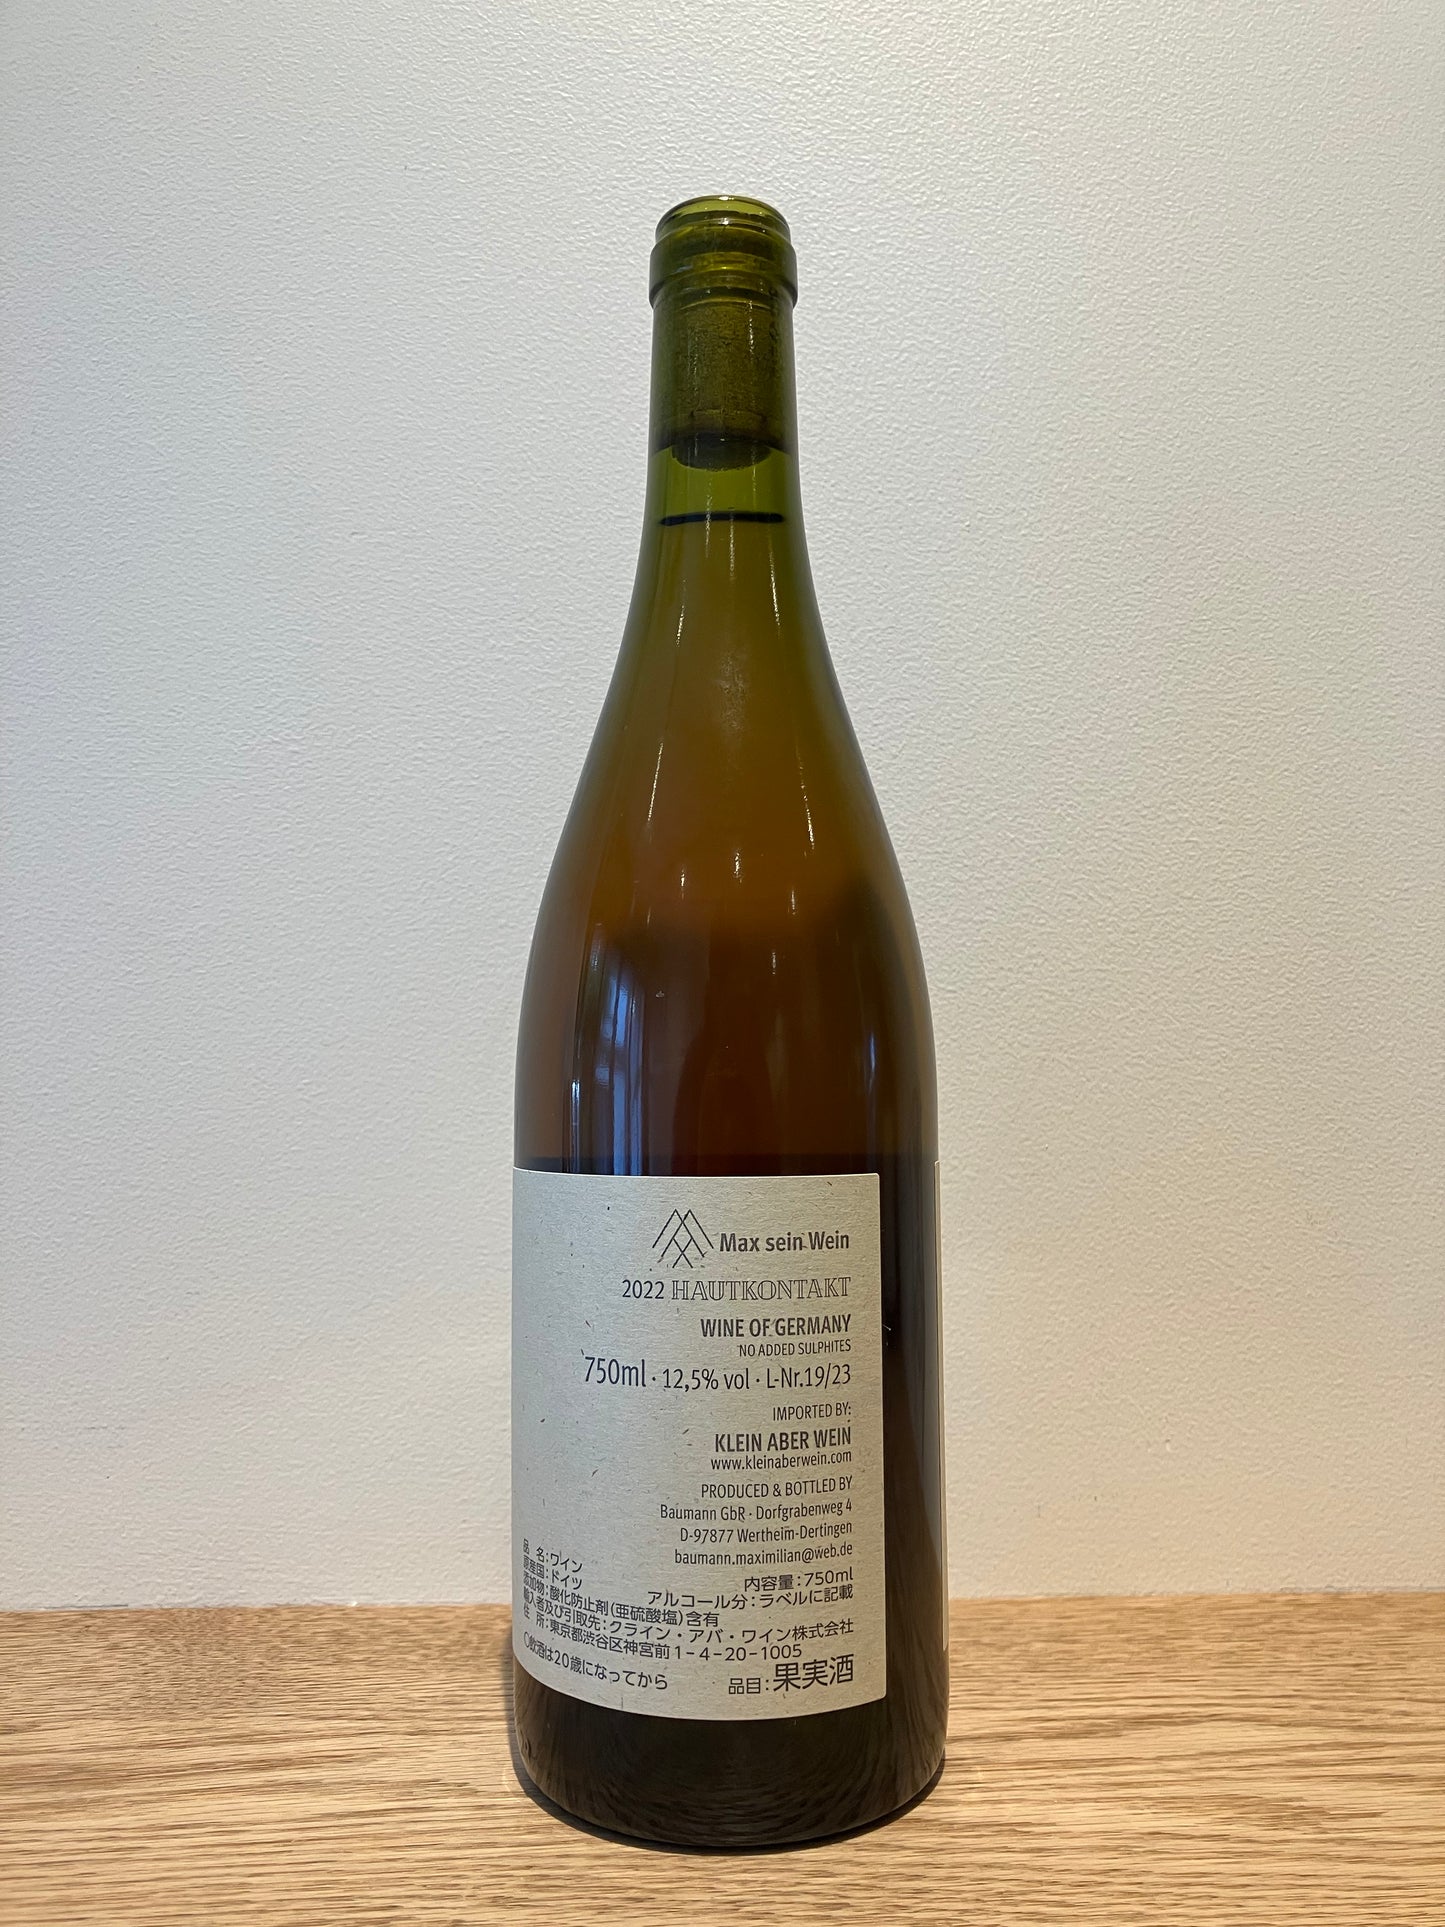 Max sein Wein
2022 HAUTKONTAKT
WINE OF GERMANY
NO ADDED SULPHITES
750ml · 12,5% vol · L-Nr.19/23
IMPORTED BY:
KLEIN ABER WEIN
www.kleinaberwein.com
PRODUCED & BOTTLED BY
Baumann GbR · Dorfgrabenweg 4
D-97877 Wertheim-Dertingen
baumann.maximilian@web.de
品 名:ワイン
原産国:ドイツ 内容量:750ml
添加物:酸化防止剤(亜硫酸塩)含有 アルコール分:ラベルに記載
輸入者及び引取先:クライン・アバ・ワイン株式会社
住 所:東京都渋谷区神宮前1-4-20-1005
〇飲酒は20歳になってから 品目:果実酒